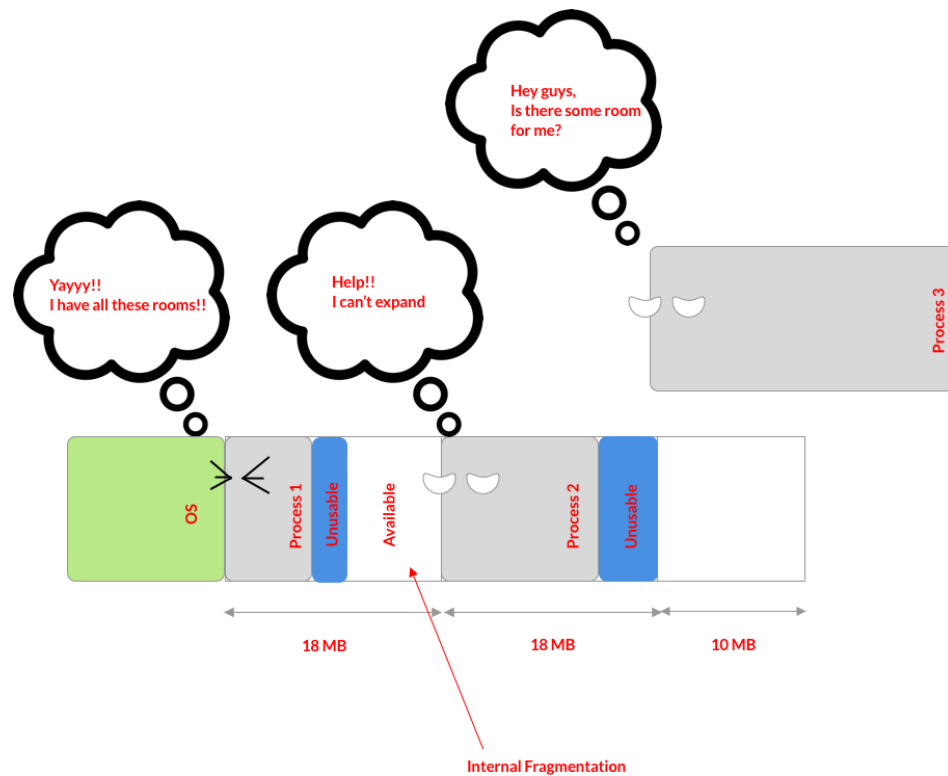 Hey guys,
Is there some room
for me?
Yayyy!!
I have all these rooms!!
Help!!
I can't expand
Process 3
OS
Process 1
Unusable
Available
Process 2
Unusable
18 MB
18 MB
10 MB
Internal Fragmentation